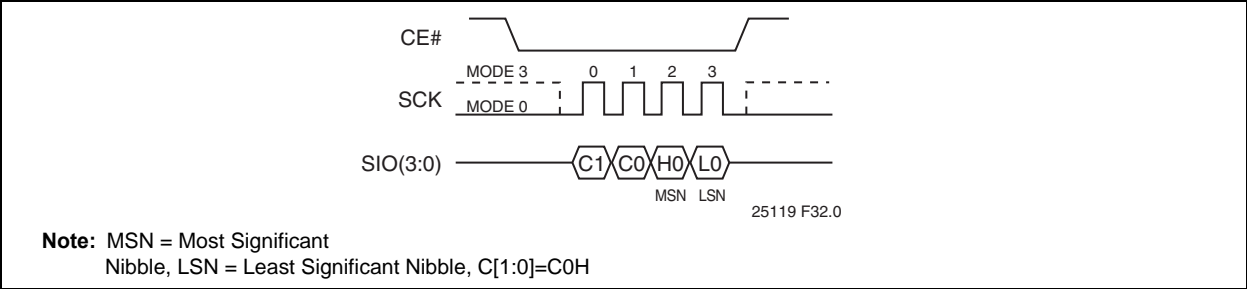 CE#
MODE 3 0 1 2 3
SCK
MODE 0
SIO(3:0) C1 C0 H0 L0
MSN LSN
25119 F32.0
Note: MSN = Most Significant
Nibble, LSN = Least Significant Nibble, C[1:0]=C0H